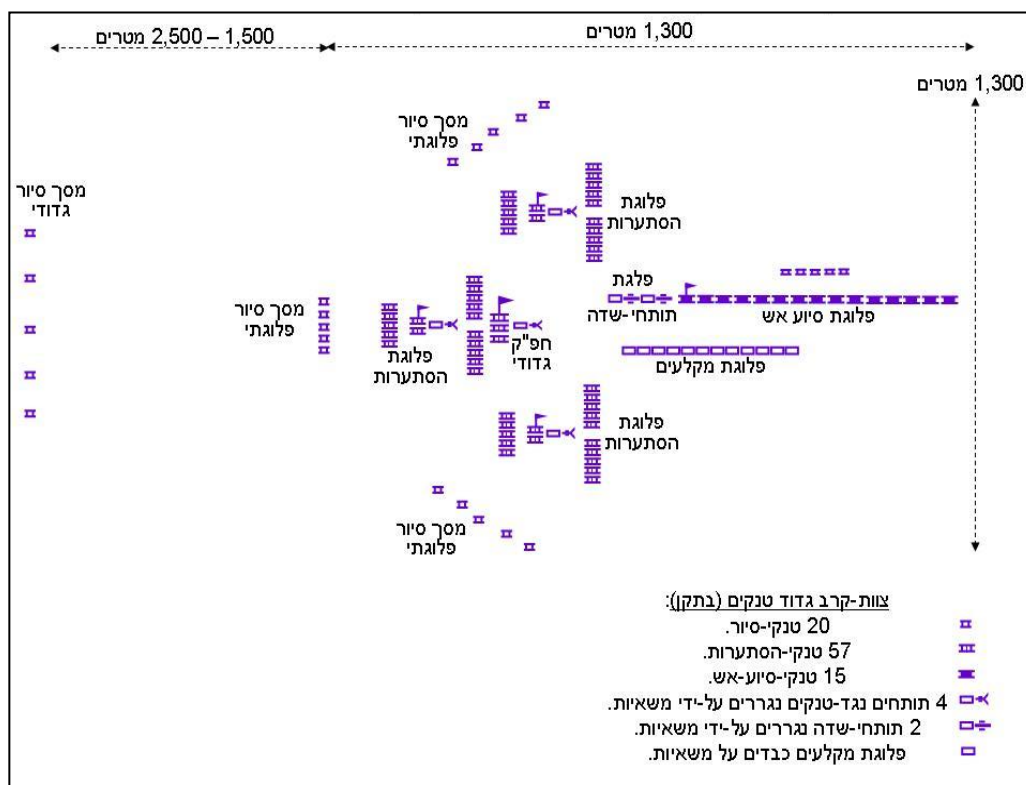 1,300 מטרים
1,500 – 2,500 מטרים
1,300 מטרים
מסך סיור
פלוגתי
מסך סיור
גדודי
פלוגת
הסתערות
פלגת
תותחי-שדה
פלוגת סיוע אש
מסך סיור
פלוגתי
פלוגת
הסתערות
חפ"ק
גדודי
פלוגת מקלעים
פלוגת
הסתערות
מסך סיור
פלוגתי
צוות-קרב גדוד טנקים (בתקן):
20 טנקי-סיור.
57 טנקי-הסתערות.
15 טנקי-סיוע-אש.
4 תותחים נגד-טנקים נגררים על-ידי משאיות.
2 תותחי-שדה נגררים על-ידי משאיות.
פלוגת מקלעים כבדים על משאיות.